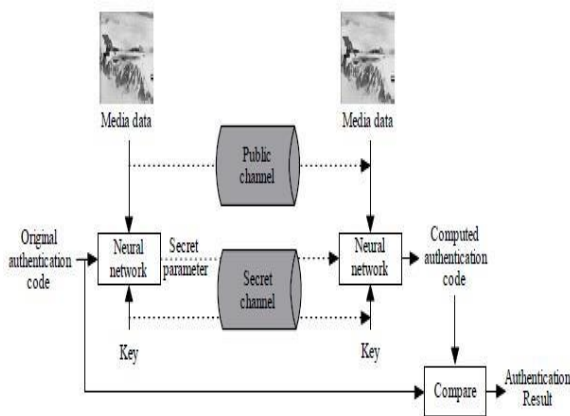 Media data
Media data
Public
channel
Original
authentication
code
Neural
network
Secret
parameter
Secret
channel
Neural
network
Computed
authentication
code
Key
Key
Compare
Authentication
Result